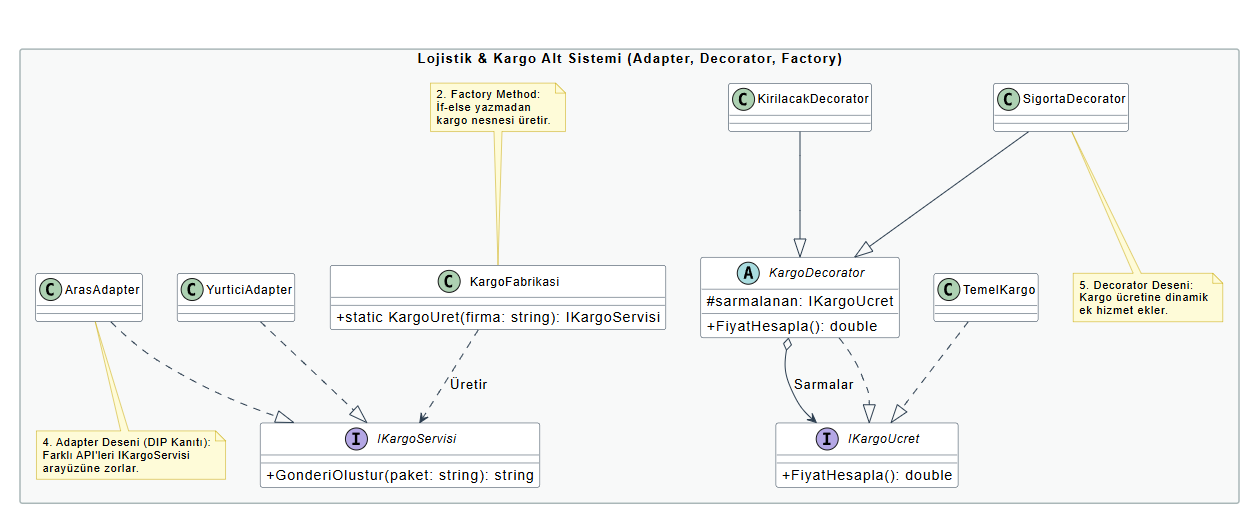 Lojistik & Kargo Alt Sistemi (Adapter, Decorator, Factory)
2. Factory Method:
İf-else yazmadan
kargo nesnesi üretir.
C KirilacakDecorator
C SigortaDecorator
C ArasAdapter
C YurticiAdapter
C KargoFabrikasi
+static KargoUret(firma: string): IKargoServisi
A KargoDecorator
#sarmalanan: IKargoUcret
+FiyatHesapla(): double
C TemelKargo
5. Decorator Deseni:
Kargo ücretine dinamik
ek hizmet ekler.
Üretir
Sarmalar
4. Adapter Deseni (DIP Kanıtı):
Farklı API'leri IKargoServisi
arayüzüne zorlar.
I IKargoServisi
+GonderiOlustur(paket: string): string
I IKargoUcret
+FiyatHesapla(): double